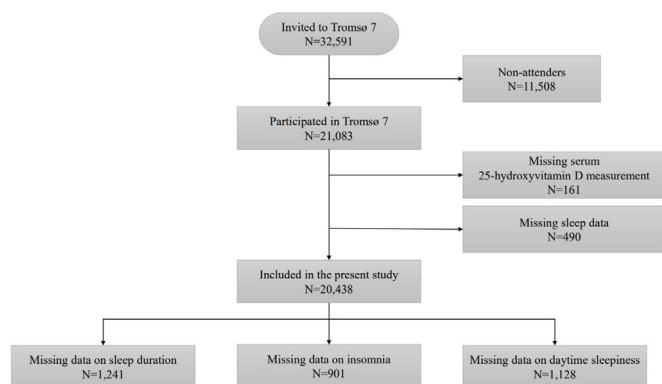 Invited to Tromsø 7
N=32,591
Non-attenders
N=11,508
Participated in Tromsø 7
N=21,083
Missing serum
25-hydroxyvitamin D measurement
N=161
Missing sleep data
N=490
Included in the present study
N=20,438
Missing data on sleep duration
N=1,241
Missing data on insomnia
N=901
Missing data on daytime sleepiness
N=1,128